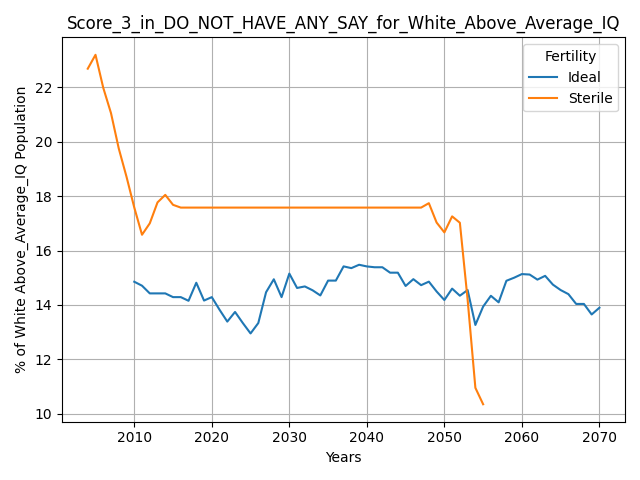 Score_3_in_DO_NOT_HAVE_ANY_SAY_for_White_Above_Average_IQ
% of White Above_Average_IQ Population
22
20
18
16
14
12
10
Fertility
Ideal
Sterile
2010 2020 2030 2040 2050 2060 2070
Years